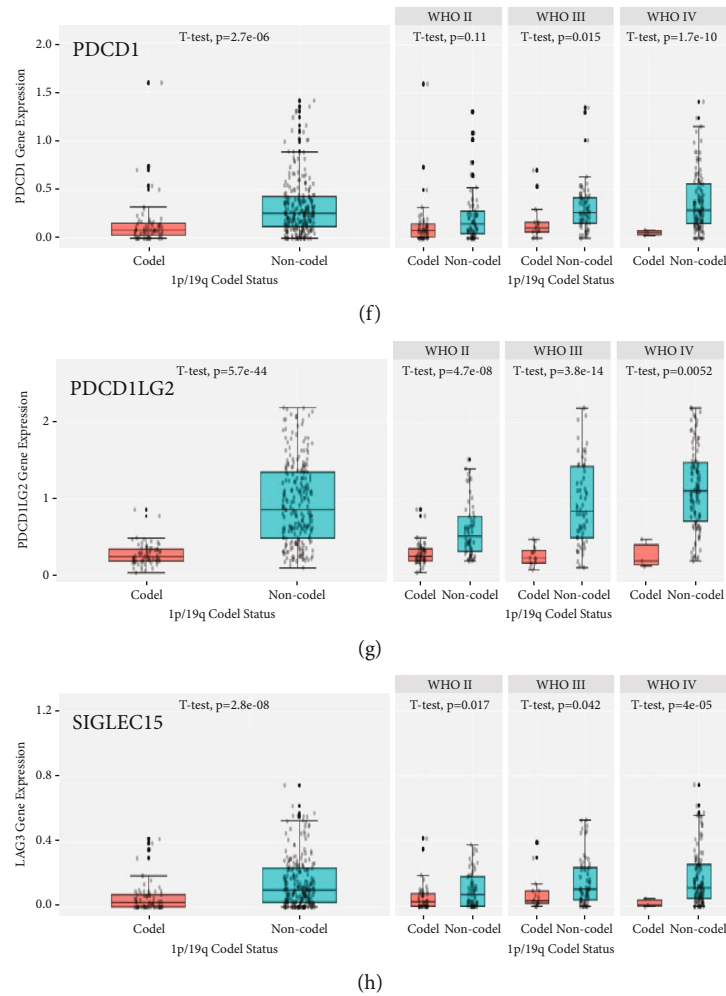 WHO II WHO III WHO IV
2.0 PDCD1 T-test, p=2.7e-06 T-test, p=0.11 T-test, p=0.015 T-test, p=1.7e-10
1.5
1.0
0.5
0.0
PDCD1 Gene Expression
Codel Non-codel Codel Non-codel Codel Non-codel Codel Non-codel
1p/19q Codel Status 1p/19q Codel Status
(f)
WHO II WHO III WHO IV
T-test, p=5.7e-44 T-test, p=4.7e-08 T-test, p=3.8e-14 T-test, p=0.0052
PDCD1LG2
2
1
0
PDCD1LG2 Gene Expression
Codel Non-codel Codel Non-codel Codel Non-codel Codel Non-codel
1p/19q Codel Status 1p/19q Codel Status
(g)
WHO II WHO III WHO IV
1.2 SIGLEC15 T-test, p=2.8e-08 T-test, p=0.017 T-test, p=0.042 T-test, p=4e-05
0.8
0.4
0.0
LAG3 Gene Expression
Codel Non-codel Codel Non-codel Codel Non-codel Codel Non-codel
1p/19q Codel Status 1p/19q Codel Status
(h)